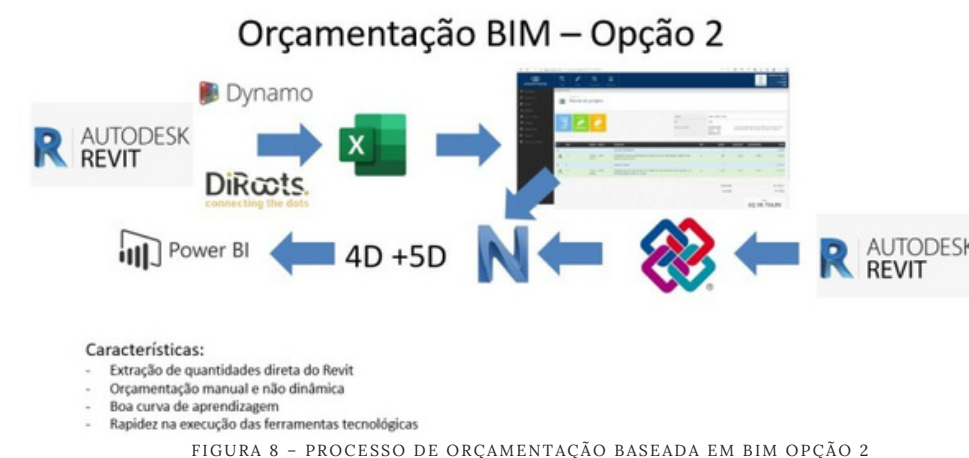 Orçamentação BIM – Opção 2
Dynamo
AUTODESK
REVIT
DiRoots.
connecting the dots
Power BI
4D +5D
AUTODESK
REVIT
Características:
- Extração de quantidades direta do Revit
- Orçamentação manual e não dinâmica
- Boa curva de aprendizagem
- Rapidez na execução das ferramentas tecnológicas
FIGURA 8 – PROCESSO DE ORÇAMENTAÇÃO BASEADA EM BIM OPÇÃO 2